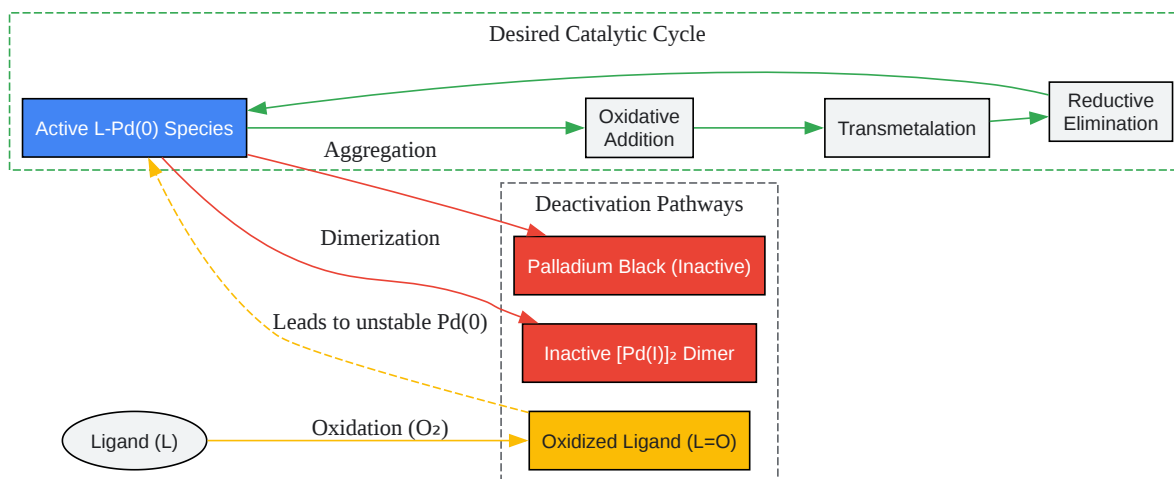 Desired Catalytic Cycle
Active L-Pd(0) Species
Oxidative
Addition
Transmetalation
Reductive
Elimination
Aggregation
Deactivation Pathways
Dimerization
Palladium Black (Inactive)
Leads to unstable Pd(0)
Inactive [Pd(I)]₂ Dimer
Ligand (L)
Oxidation (O₂)
Oxidized Ligand (L=O)